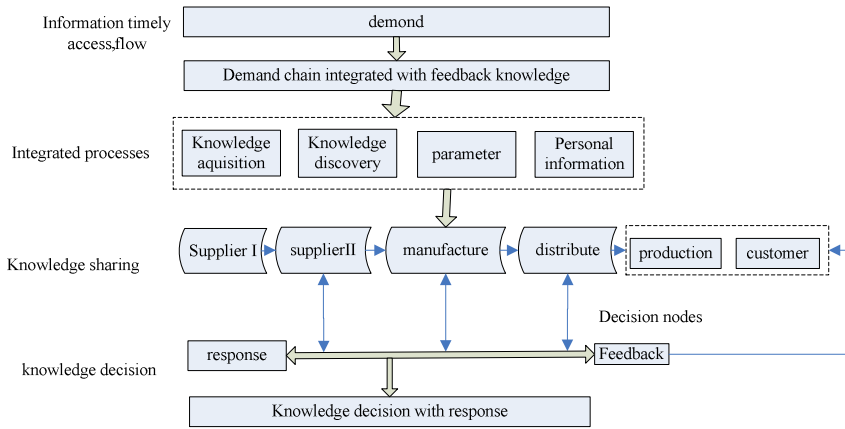 Information timely
access,flow
demond
Demand chain integrated with feedback knowledge
Integrated processes
Knowledge
aquisition
Knowledge
discovery
parameter
Personal
information
Knowledge sharing
Supplier I
supplierII
manufacture
distribute
production
customer
Decision nodes
knowledge decision
response
Feedback
Knowledge decision with response